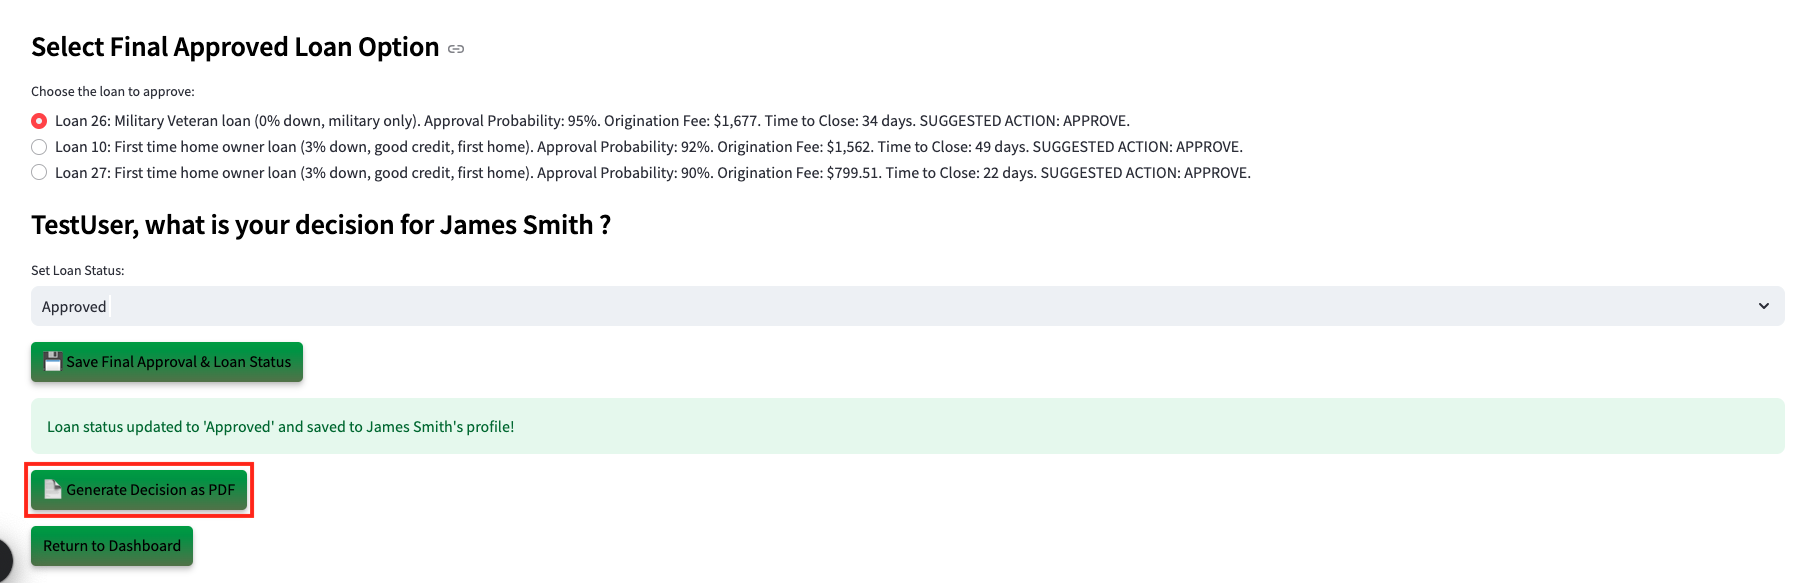 Select Final Approved Loan Option
Choose the loan to approve:
Loan 26: Military Veteran loan (0% down, military only). Approval Probability: 95%. Origination Fee: $1,677. Time to Close: 34 days. SUGGESTED ACTION: APPROVE.
Loan 10: First time home owner loan (3% down, good credit, first home). Approval Probability: 92%. Origination Fee: $1,562. Time to Close: 49 days. SUGGESTED ACTION: APPROVE.
Loan 27: First time home owner loan (3% down, good credit, first home). Approval Probability: 90%. Origination Fee: $799.51. Time to Close: 22 days. SUGGESTED ACTION: APPROVE.
TestUser, what is your decision for James Smith ?
Set Loan Status:
Approved
Save Final Approval & Loan Status
Loan status updated to 'Approved' and saved to James Smith's profile!
Generate Decision as PDF
Return to Dashboard